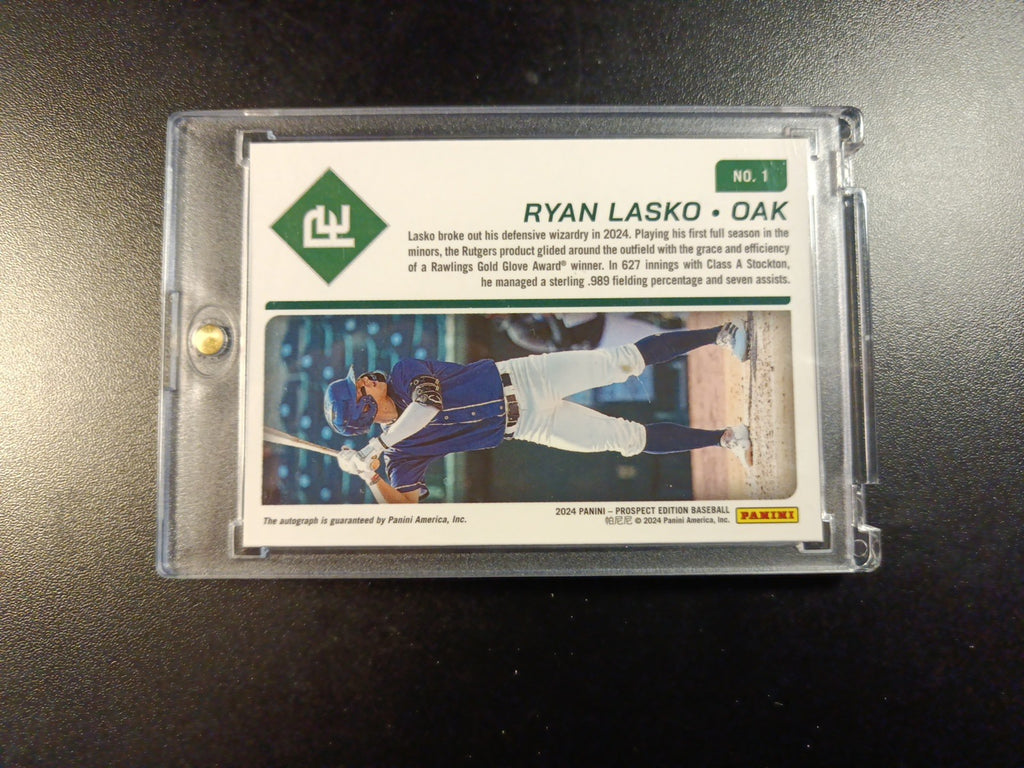 NO. 1
RYAN LASKO • OAK
Lasko broke out his defensive wizardry in 2024. Playing his first full season in the
minors, the Rutgers product glided around the outfield with the grace and efficiency
of a Rawlings Gold Glove Award® winner. In 627 innings with Class A Stockton,
he managed a sterling .989 fielding percentage and seven assists.
The autograph is guaranteed by Panini America, Inc.
2024 PANINI – PROSPECT EDITION BASEBALL
帕尼尼 © 2024 Panini America, Inc.
PANINI